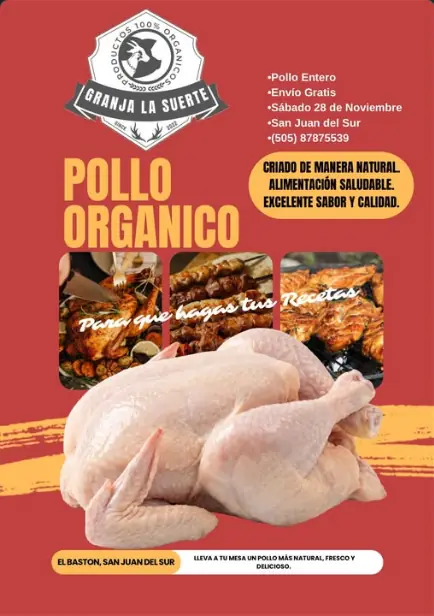 PRODUCTOS 100% ORGANICOS
GRANJA LA SUERTE
SINCE 2022
•Pollo Entero
•Envío Gratis
•Sábado 28 de Noviembre
•San Juan del Sur
•(505) 87875539
POLLO
ORGANICO
CRIADO DE MANERA NATURAL.
ALIMENTACIÓN SALUDABLE.
EXCELENTE SABOR Y CALIDAD.
Para que hagas tus Recetas
EL BASTON, SAN JUAN DEL SUR
LLEVA A TU MESA UN POLLO MÁS NATURAL, FRESCO Y
DELICIOSO.